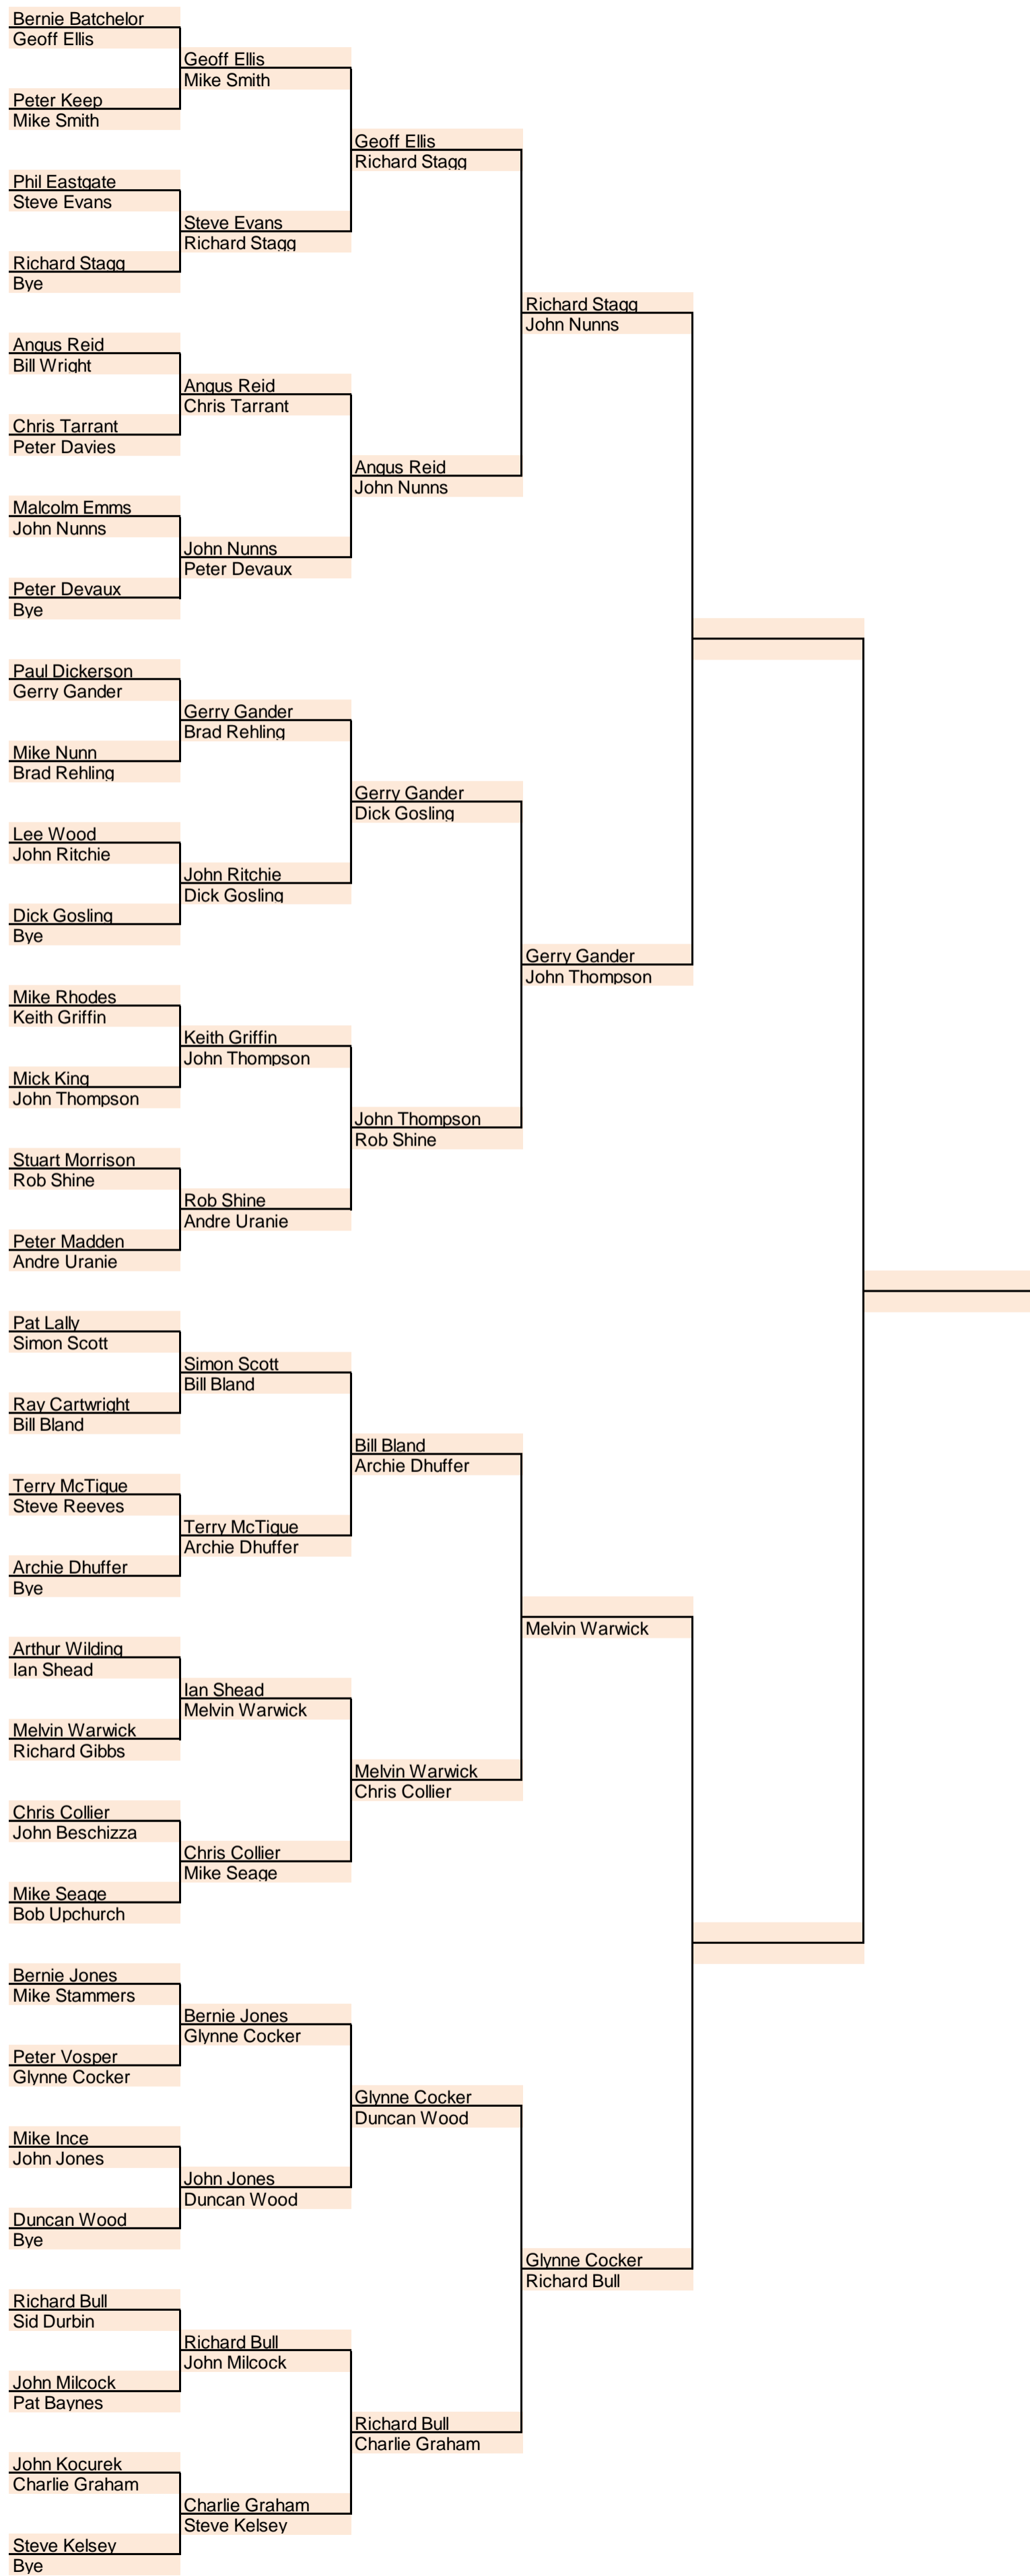 Bernie Batchelor
Geoff Ellis
Peter Keep
Mike Smith
Phil Eastgate
Steve Evans
Richard Stagg
Bye
Angus Reid
Bill Wright
Chris Tarrant
Peter Davies
Malcolm Emms
John Nunns
Peter Devaux
Bye
Paul Dickerson
Gerry Gander
Mike Nunn
Brad Rehling
Lee Wood
John Ritchie
Dick Gosling
Bye
Mike Rhodes
Keith Griffin
Mick King
John Thompson
Stuart Morrison
Rob Shine
Peter Madden
Andre Uranie
Pat Lally
Simon Scott
Ray Cartwright
Bill Bland
Terry McTigue
Steve Reeves
Archie Dhuffer
Bye
Arthur Wilding
Ian Shead
Melvin Warwick
Richard Gibbs
Chris Collier
John Beschizza
Mike Seage
Bob Upchurch
Bernie Jones
Mike Stammers
Peter Vosper
Glynne Cocker
Mike Ince
John Jones
Duncan Wood
Bye
Richard Bull
Sid Durbin
John Milcock
Pat Baynes
John Kocurek
Charlie Graham
Steve Kelsey
Bye
Geoff Ellis
Mike Smith
Steve Evans
Richard Stagg
Angus Reid
Chris Tarrant
John Nunns
Peter Devaux
Gerry Gander
Brad Rehling
John Ritchie
Dick Gosling
Keith Griffin
John Thompson
Rob Shine
Andre Uranie
Simon Scott
Bill Bland
Terry McTigue
Archie Dhuffer
Ian Shead
Melvin Warwick
Chris Collier
Mike Seage
Bernie Jones
Glynne Cocker
John Jones
Duncan Wood
Richard Bull
John Milcock
Charlie Graham
Steve Kelsey
Geoff Ellis
Richard Stagg
Angus Reid
John Nunns
Gerry Gander
Dick Gosling
John Thompson
Rob Shine
Bill Bland
Archie Dhuffer
Melvin Warwick
Chris Collier
Glynne Cocker
Duncan Wood
Richard Bull
Charlie Graham
Richard Stagg
John Nunns
Gerry Gander
John Thompson
Melvin Warwick
Glynne Cocker
Richard Bull